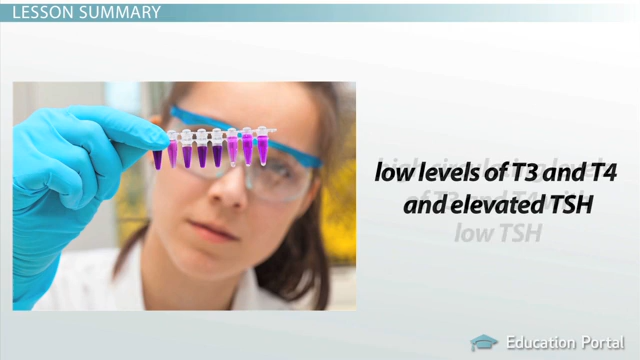 LESSON SUMMARY
low levels of T3 and T4
and elevated TSH
low TSH
Education Portal